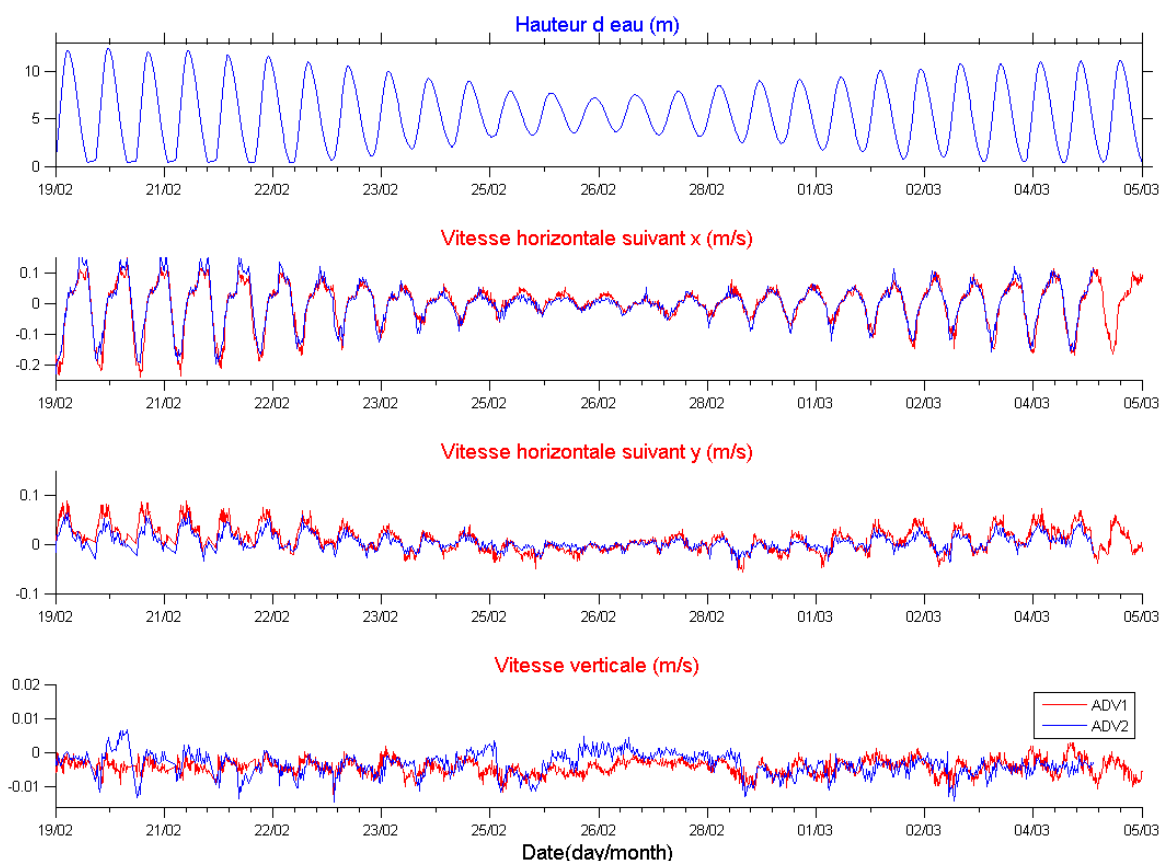 Hauteur d eau (m)
10
5
0
19/02 21/02 22/02 23/02 25/02 26/02 28/02 01/03 02/03 04/03 05/03
Vitesse horizontale suivant x (m/s)
0.1
0
-0.1
-0.2
19/02 21/02 22/02 23/02 25/02 26/02 28/02 01/03 02/03 04/03 05/03
Vitesse horizontale suivant y (m/s)
0.1
0
-0.1
19/02 21/02 22/02 23/02 25/02 26/02 28/02 01/03 02/03 04/03 05/03
Vitesse verticale (m/s)
0.02
0.01
0
-0.01
ADV1
ADV2
19/02 21/02 22/02 23/02 25/02 26/02 28/02 01/03 02/03 04/03 05/03
Date(day/month)